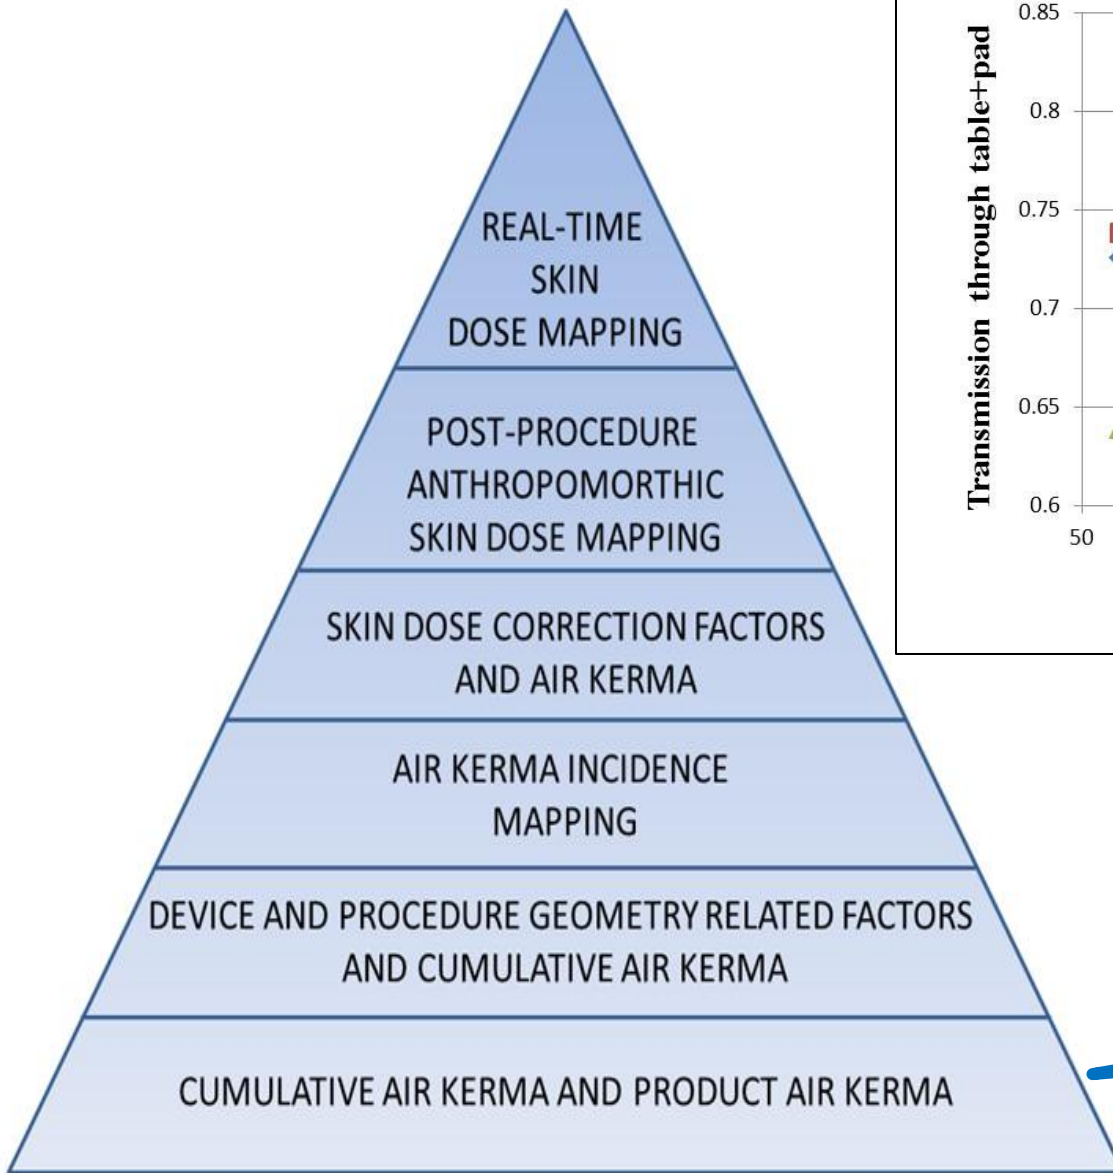 REAL-TIME
SKIN
DOSE MAPPING
POST-PROCEDURE
ANTHROPOMORTHIC
SKIN DOSE MAPPING
SKIN DOSE CORRECTION FACTORS
AND AIR KERMA
AIR KERMA INCIDENCE
MAPPING
DEVICE AND PROCEDURE GEOMETRY RELATED FACTORS
AND CUMULATIVE AIR KERMA
CUMULATIVE AIR KERMA AND PRODUCT AIR KERMA
Transmission through table+pad
0.85
0.8
0.75
0.7
0.65
0.6
50